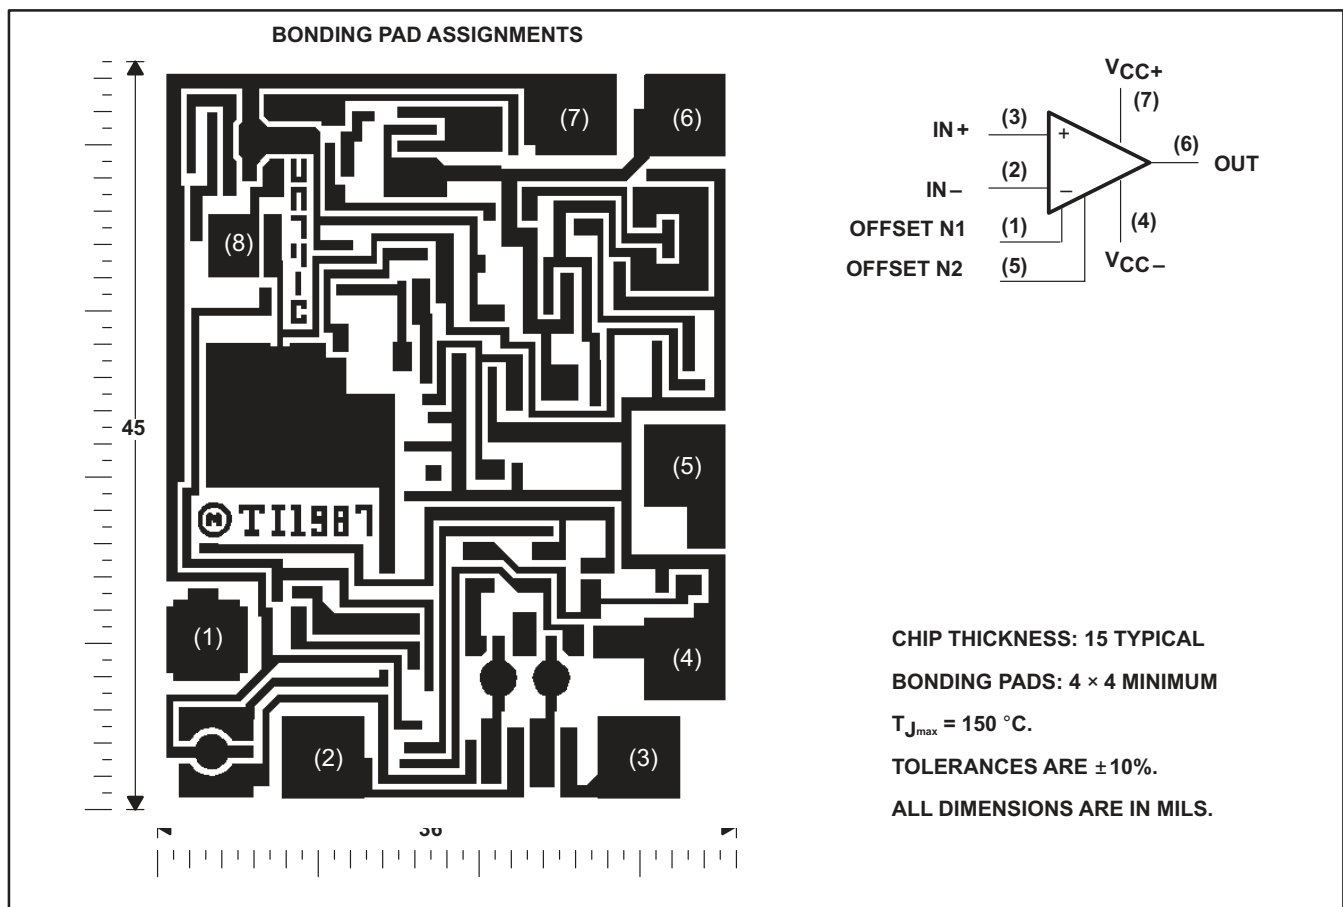 BONDING PAD ASSIGNMENTS
(7)
(6)
(8)
45
(5)
TI1987
(1)
(4)
(2)
(3)
36
VCC+
(7)
IN+ (3) +
(6) OUT
IN− (2) −
OFFSET N1 (1)
(4)
OFFSET N2 (5)
VCC−
CHIP THICKNESS: 15 TYPICAL
BONDING PADS: 4 × 4 MINIMUM
TJmax = 150 °C.
TOLERANCES ARE ±10%.
ALL DIMENSIONS ARE IN MILS.